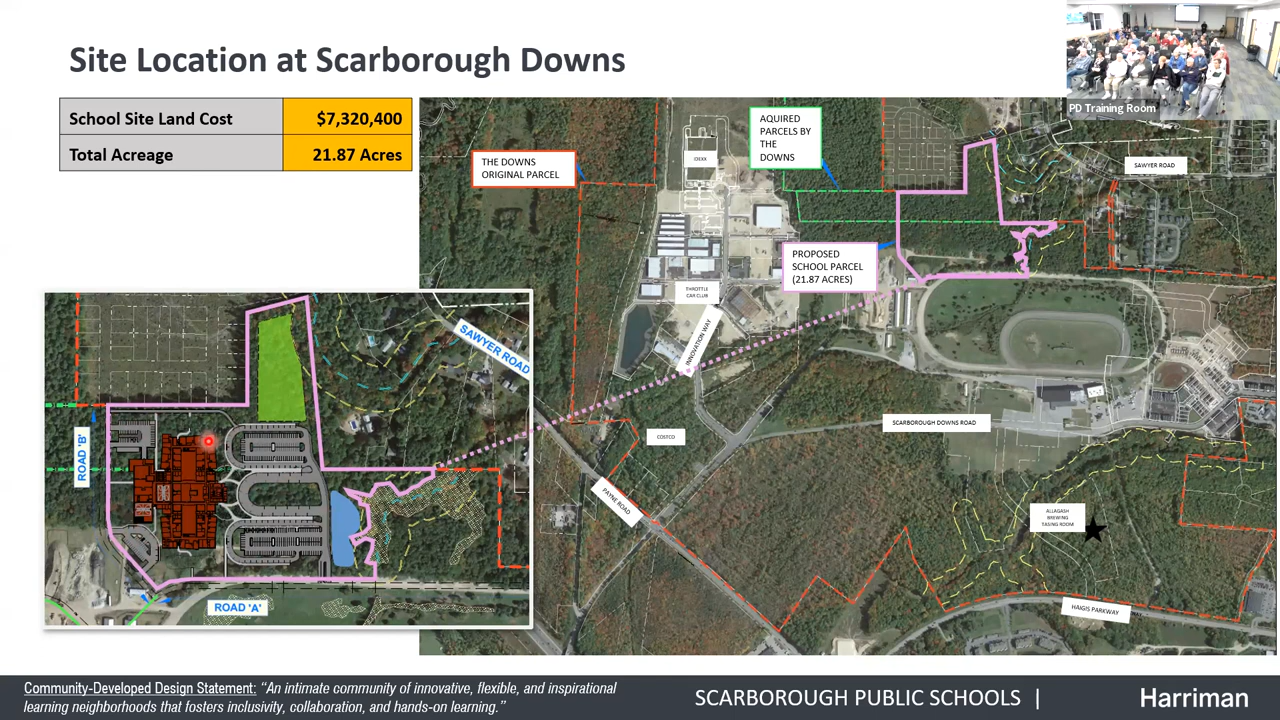 Site Location at Scarborough Downs
PD Training Room
School Site Land Cost $7,320,400
Total Acreage 21.87 Acres
THE DOWNS
ORIGINAL PARCEL
IDEXX
AQUIRED
PARCELS BY
THE
DOWNS
SAWYER ROAD
PROPOSED
SCHOOL PARCEL
(21.87 ACRES)
THROTTLE
CAR CLUB
INNOVATION WAY
COSTCO
SCARBOROUGH DOWNS ROAD
PAYNE ROAD
ALLAGASH
BREWING
TASING ROOM
HAIGIS PARKWAY
SAWYER ROAD
ROAD 'B'
ROAD 'A'
Community-Developed Design Statement: “An intimate community of innovative, flexible, and inspirational
learning neighborhoods that fosters inclusivity, collaboration, and hands-on learning.”
SCARBOROUGH PUBLIC SCHOOLS |
Harriman